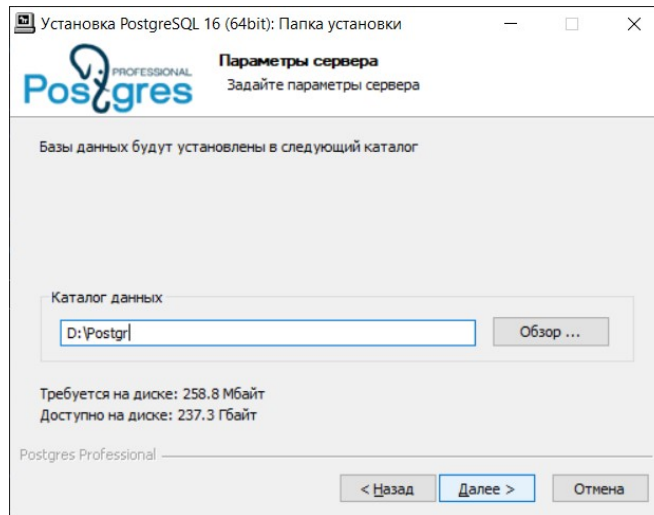 Установка PostgreSQL 16 (64bit): Папка установки
PROFESSIONAL
Postgres
Параметры сервера
Задайте параметры сервера
Базы данных будут установлены в следующий каталог
Каталог данных
D:\Postgr
Обзор ...
Требуется на диске: 258.8 Мбайт
Доступно на диске: 237.3 Гбайт
Postgres Professional
< Назад
Далее >
Отмена